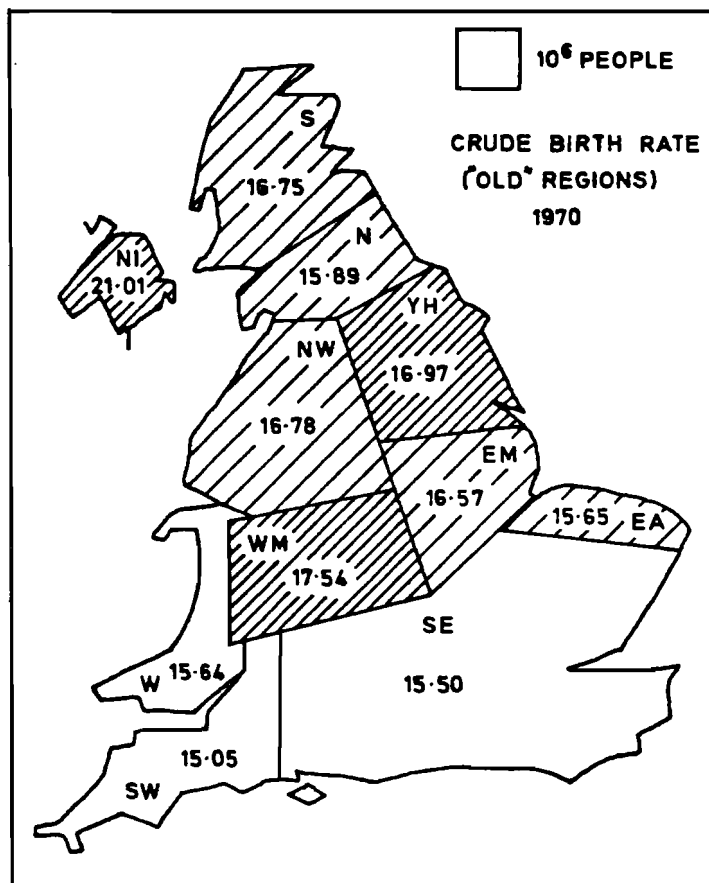 10⁶ PEOPLE
CRUDE BIRTH RATE
("OLD" REGIONS)
1970
S
16·75
N
15·89
NI
21·01
YH
16·97
NW
16·78
EM
16·57
15·65 EA
WM
17·54
SE
15·50
W 15·64
15·05
SW